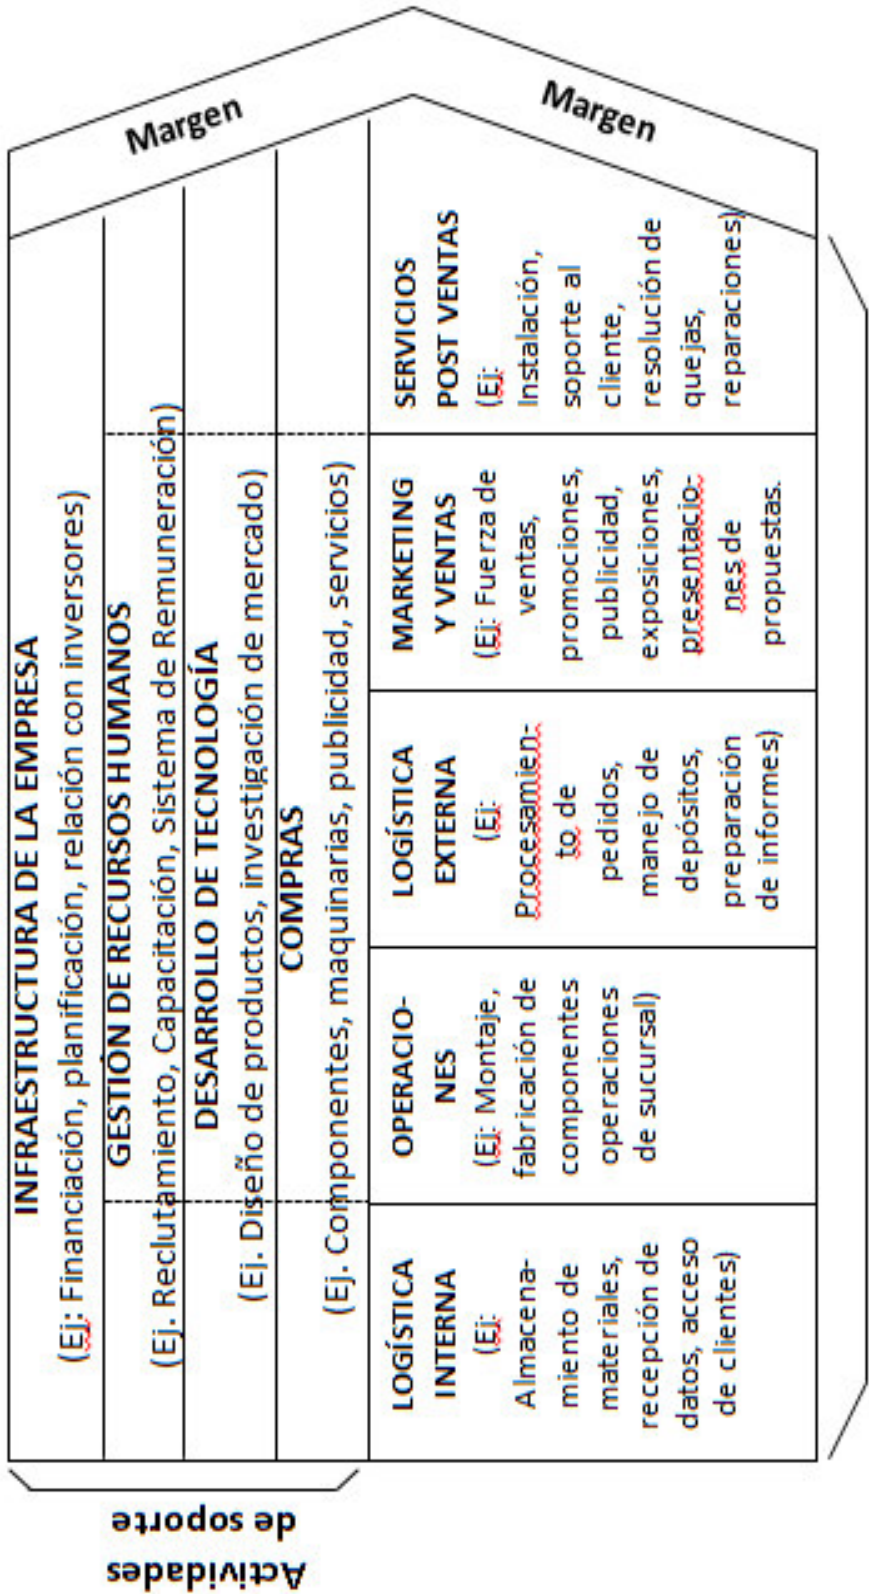 Actividades
de soporte
INFRAESTRUCTURA DE LA EMPRESA
(Ej: Financiación, planificación, relación con inversores)
GESTIÓN DE RECURSOS HUMANOS
(Ej. Reclutamiento, Capacitación, Sistema de Remuneración)
DESARROLLO DE TECNOLOGÍA
(Ej. Diseño de productos, investigación de mercado)
COMPRAS
(Ej. Componentes, maquinarias, publicidad, servicios)
Margen
Margen
LOGÍSTICA
INTERNA
(Ej:
Almacena-
miento de
materiales,
recepción de
datos, acceso
de clientes)
OPERACIO-
NES
(Ej: Montaje,
fabricación de
componentes
operaciones
de sucursal)
LOGÍSTICA
EXTERNA
(Ej:
Procesamien-
to de
pedidos,
manejo de
depósitos,
preparación
de informes)
MARKETING
Y VENTAS
(Ej: Fuerza de
ventas,
promociones,
publicidad,
exposiciones,
presentacio-
nes de
propuestas.
SERVICIOS
POST VENTAS
(Ej:
Instalación,
soporte al
cliente,
resolución de
quejas,
reparaciones)